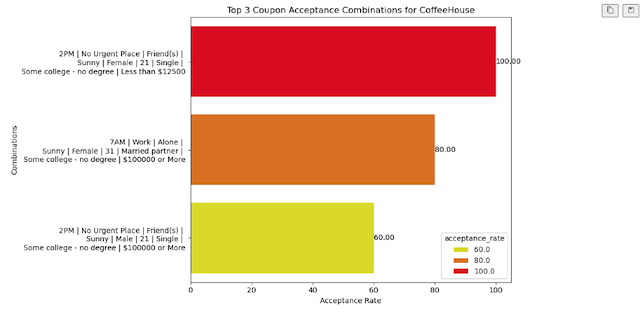 Top 3 Coupon Acceptance Combinations for CoffeeHouse
2PM | No Urgent Place | Friend(s) |
Sunny | Female | 21 | Single |
Some college - no degree | Less than $12500
100.00
7AM | Work | Alone |
Sunny | Female | 31 | Married partner |
Some college - no degree | $100000 or More
80.00
2PM | No Urgent Place | Friend(s) |
Sunny | Male | 21 | Single |
Some college - no degree | $100000 or More
60.00
Combinations
acceptance_rate
60.0
80.0
100.0
0 20 40 60 80 100
Acceptance Rate